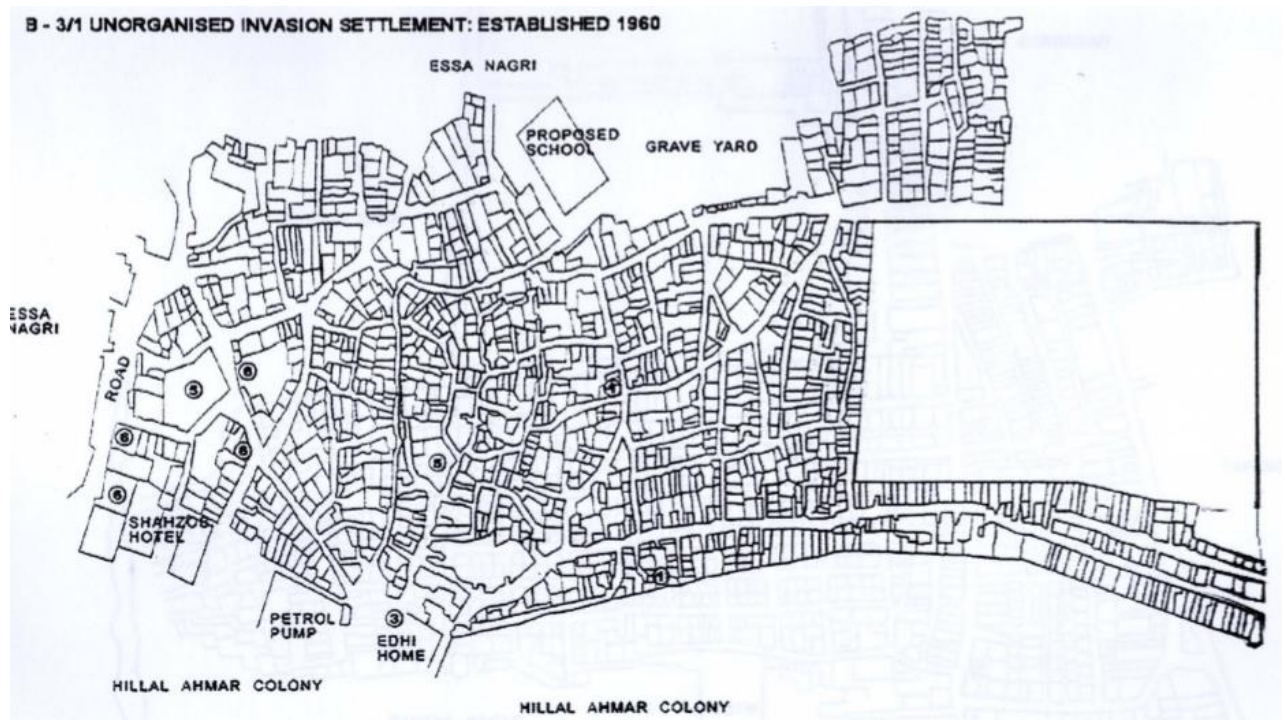 B - 3/1 UNORGANISED INVASION SETTLEMENT: ESTABLISHED 1960
ESSA NAGRI
PROPOSED
SCHOOL
GRAVE YARD
ESSA
NAGRI
ROAD
5
6
6
6
6
5
SHAHZOB
HOTEL
PETROL
PUMP
3
EDHI
HOME
HILLAL AHMAR COLONY
HILLAL AHMAR COLONY